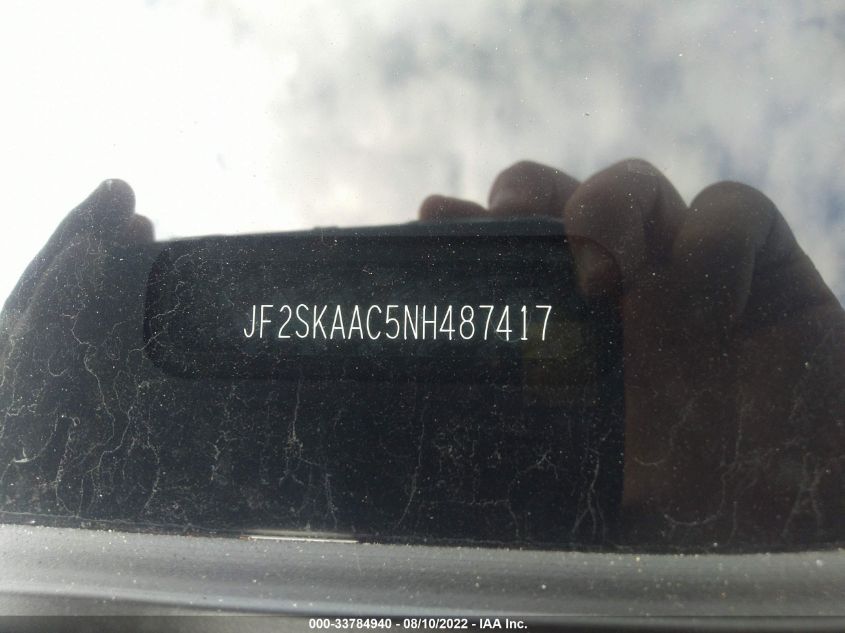 JF2SKAAC5NH487417
000-33784940 - 08/10/2022 - IAA Inc.